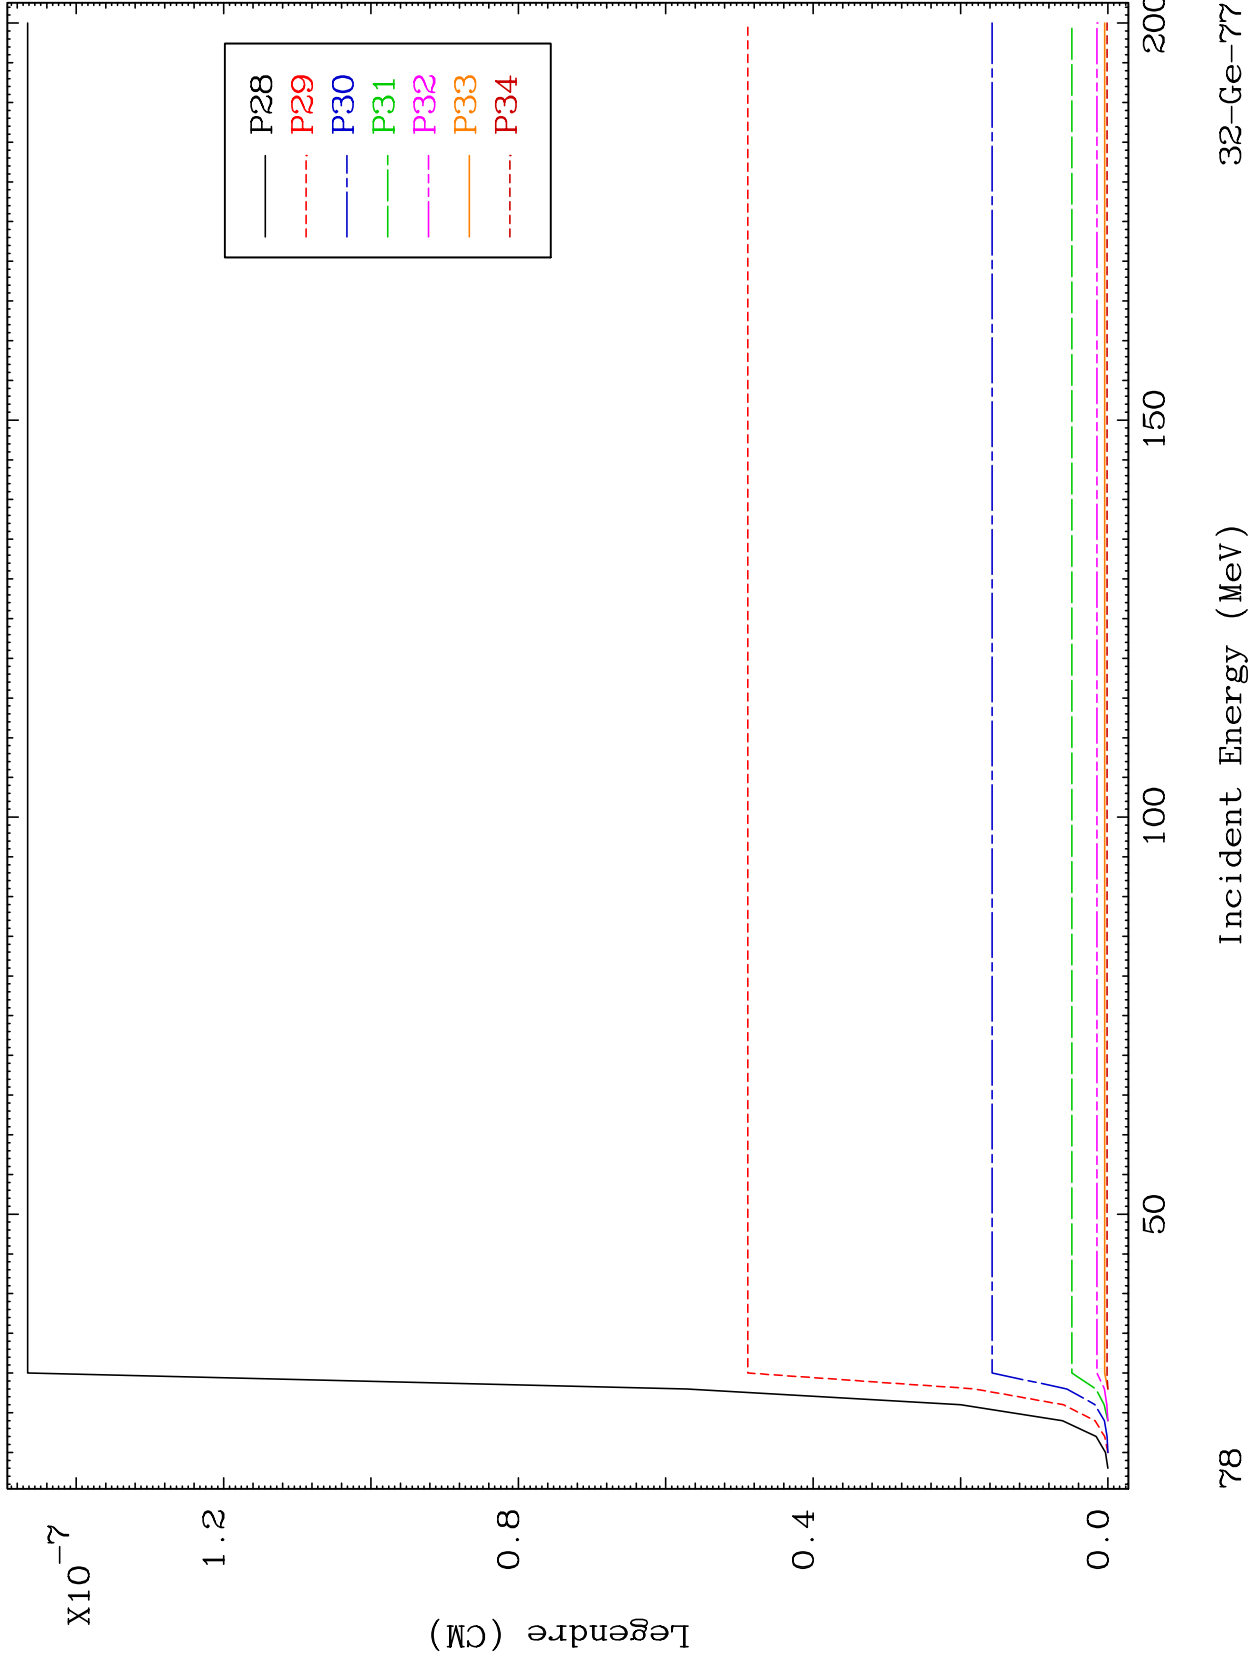 X10-7
1.2
0.8
0.4
0.0
Legendre (CM)
P28
P29
P30
P31
P32
P33
P34
50
100
150
200
Incident Energy (MeV)
78
32-Ge-77